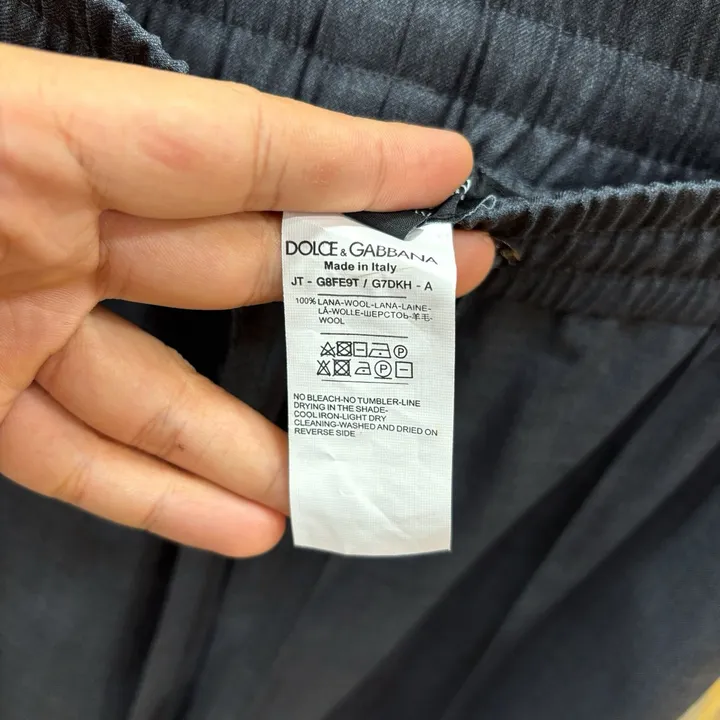 DOLCE & GABBANA
Made in Italy
JT - G8FE9T / G7DKH - A
100% LANA-WOOL-LANA-LAINE-
LÃ-WOLLE-ШЕРСТОЬ-羊毛-
WOOL
NO BLEACH-NO TUMBLER-LINE
DRYING IN THE SHADE-
COOL IRON-LIGHT DRY
CLEANING-WASHED AND DRIED ON
REVERSE SIDE